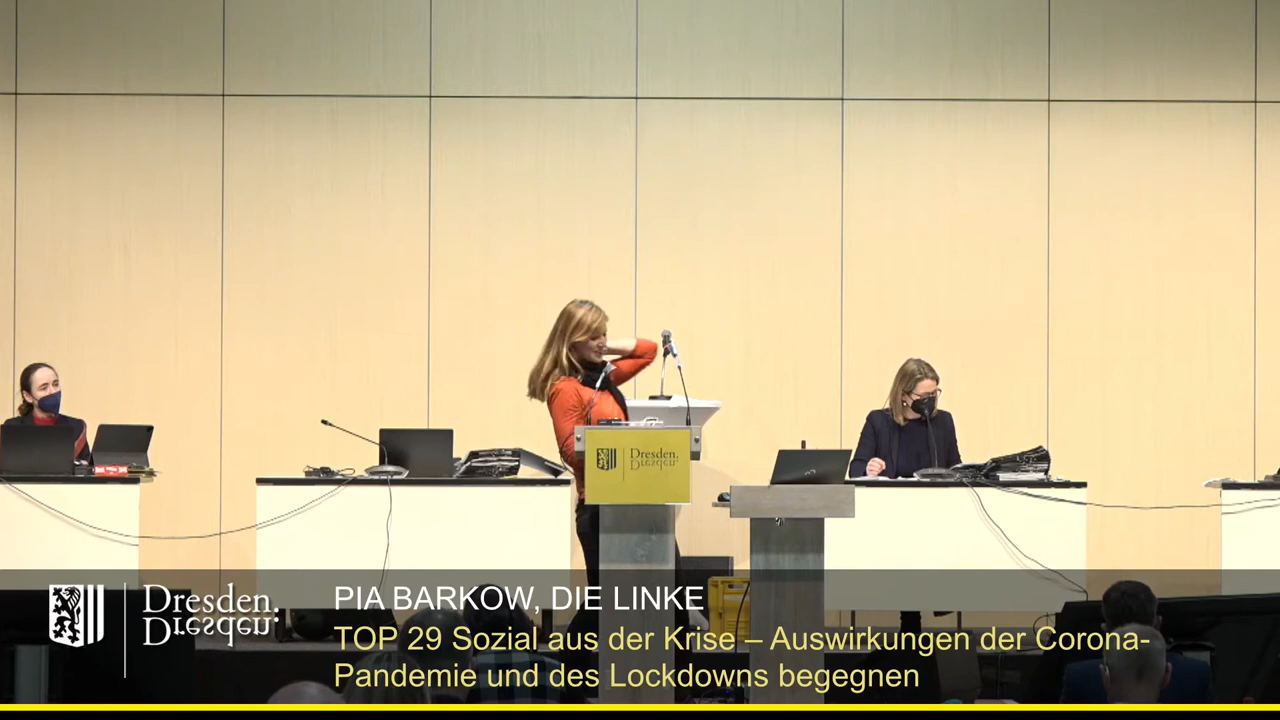 Dresden.
Dresden.
Dresden.
Dresden.
PIA BARKOW, DIE LINKE
TOP 29 Sozial aus der Krise – Auswirkungen der Corona-
Pandemie und des Lockdowns begegnen